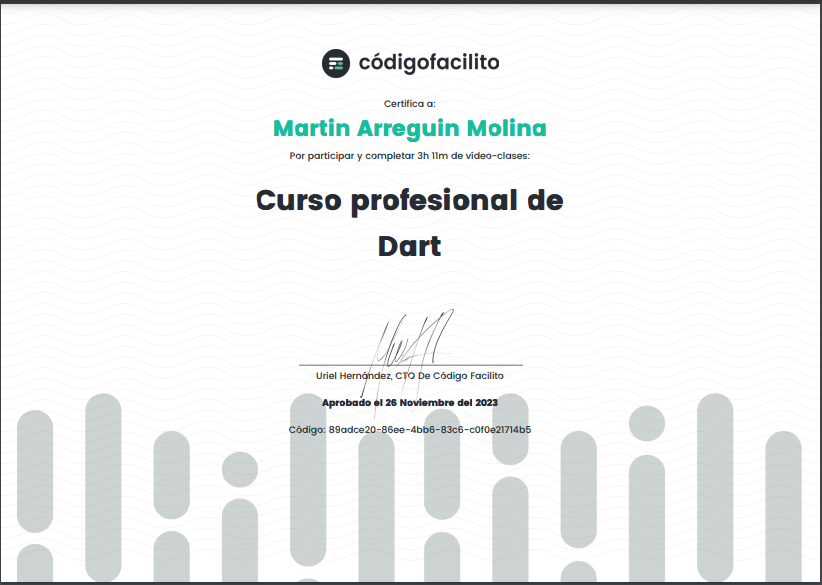 códigofacilito
Certifica a:
Martin Arreguin Molina
Por participar y completar 3h 11m de vídeo-clases:
Curso profesional de
Dart
Uriel Hernández, CTO De Código Facilito
Aprobado el 26 Noviembre del 2023
Código: 89adce20-86ee-4bb6-83c6-c0f0e21714b5